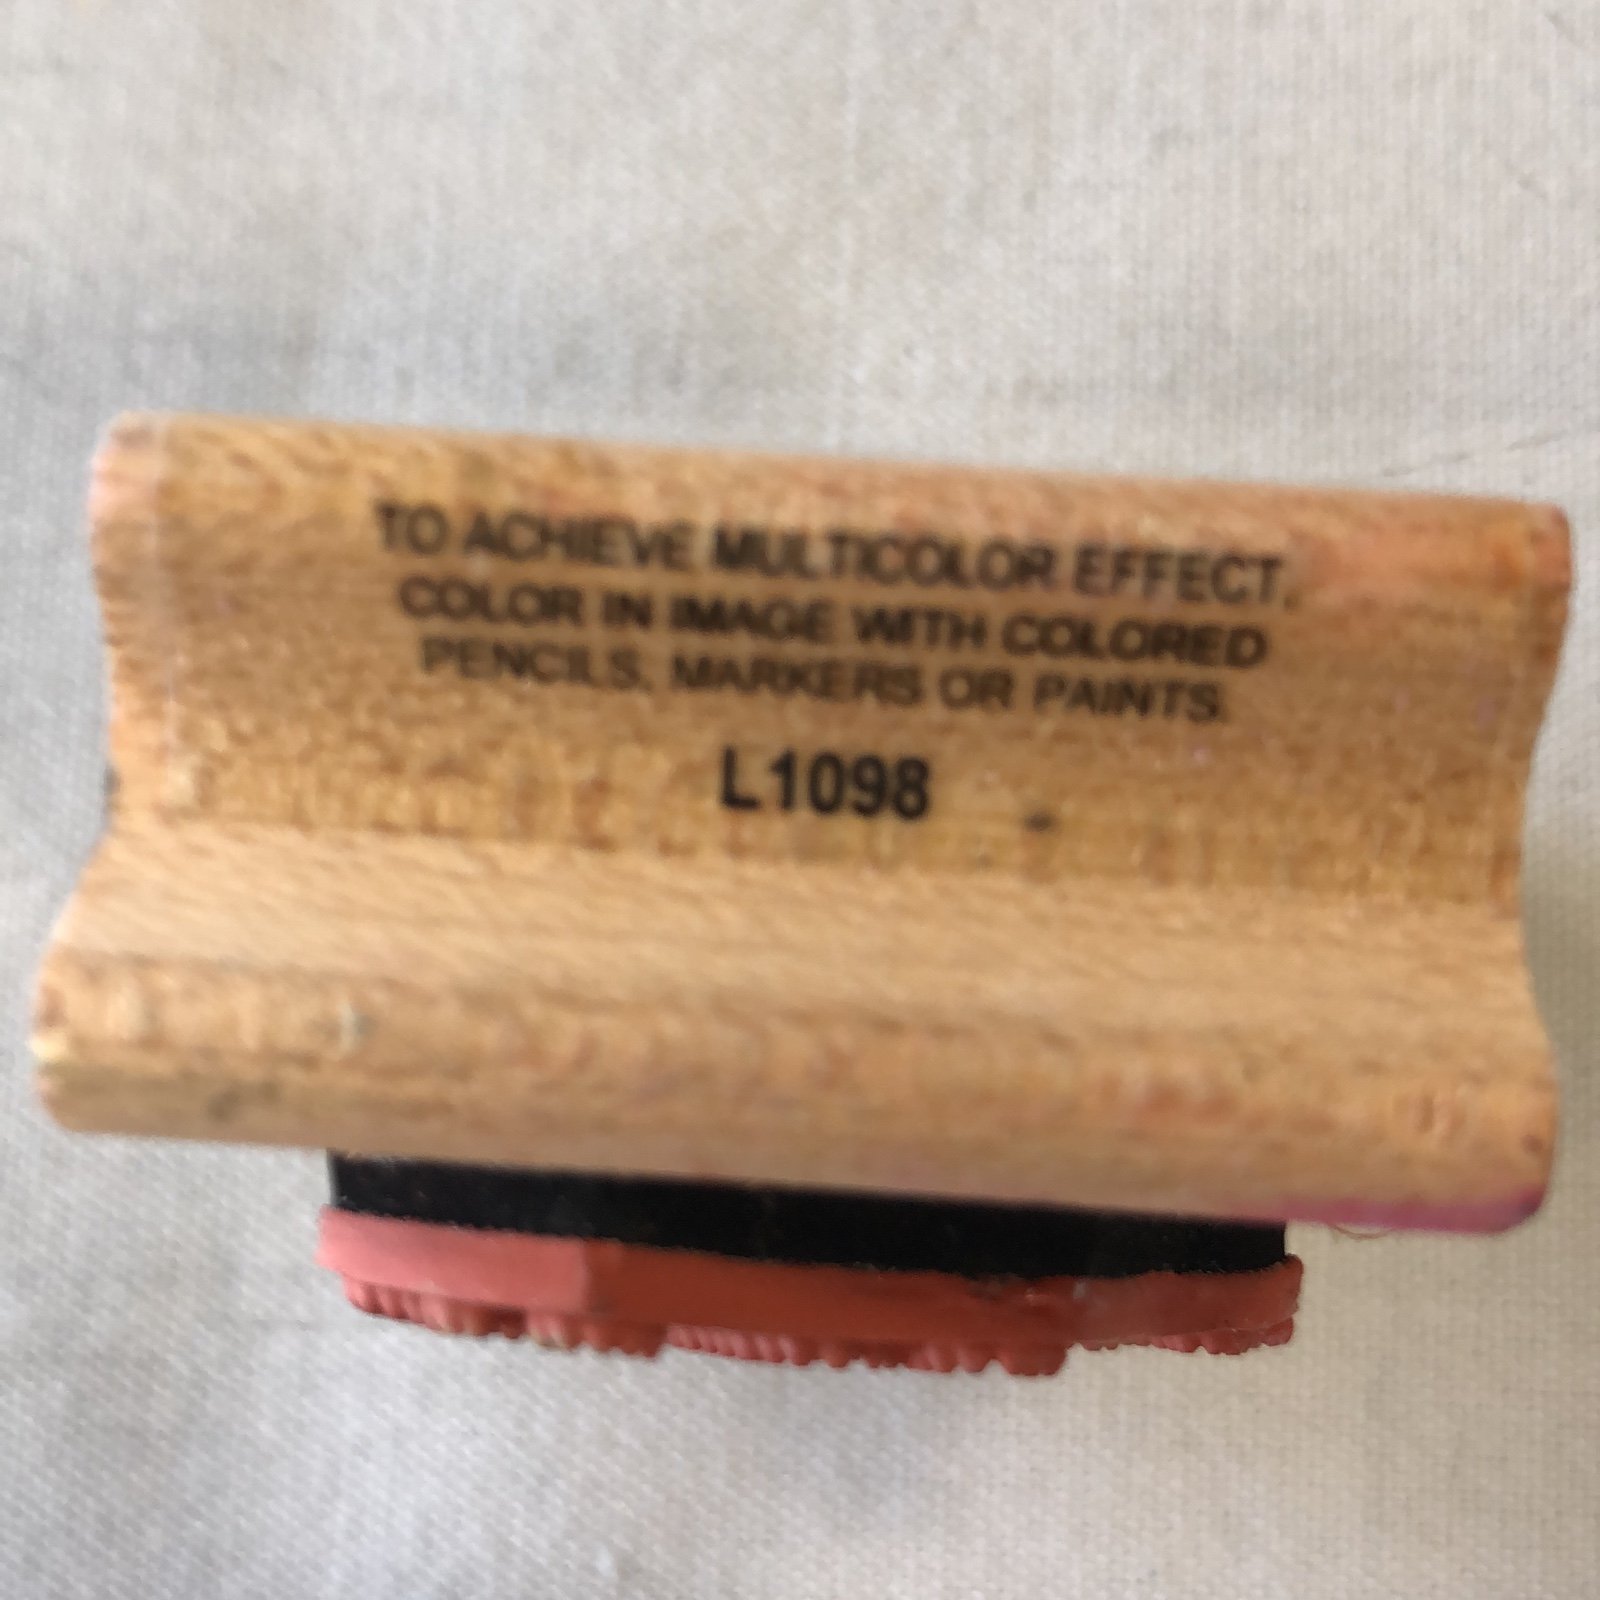 TO ACHIEVE MULTICOLOR EFFECT,
COLOR IN IMAGE WITH COLORED
PENCILS, MARKERS OR PAINTS.
L1098